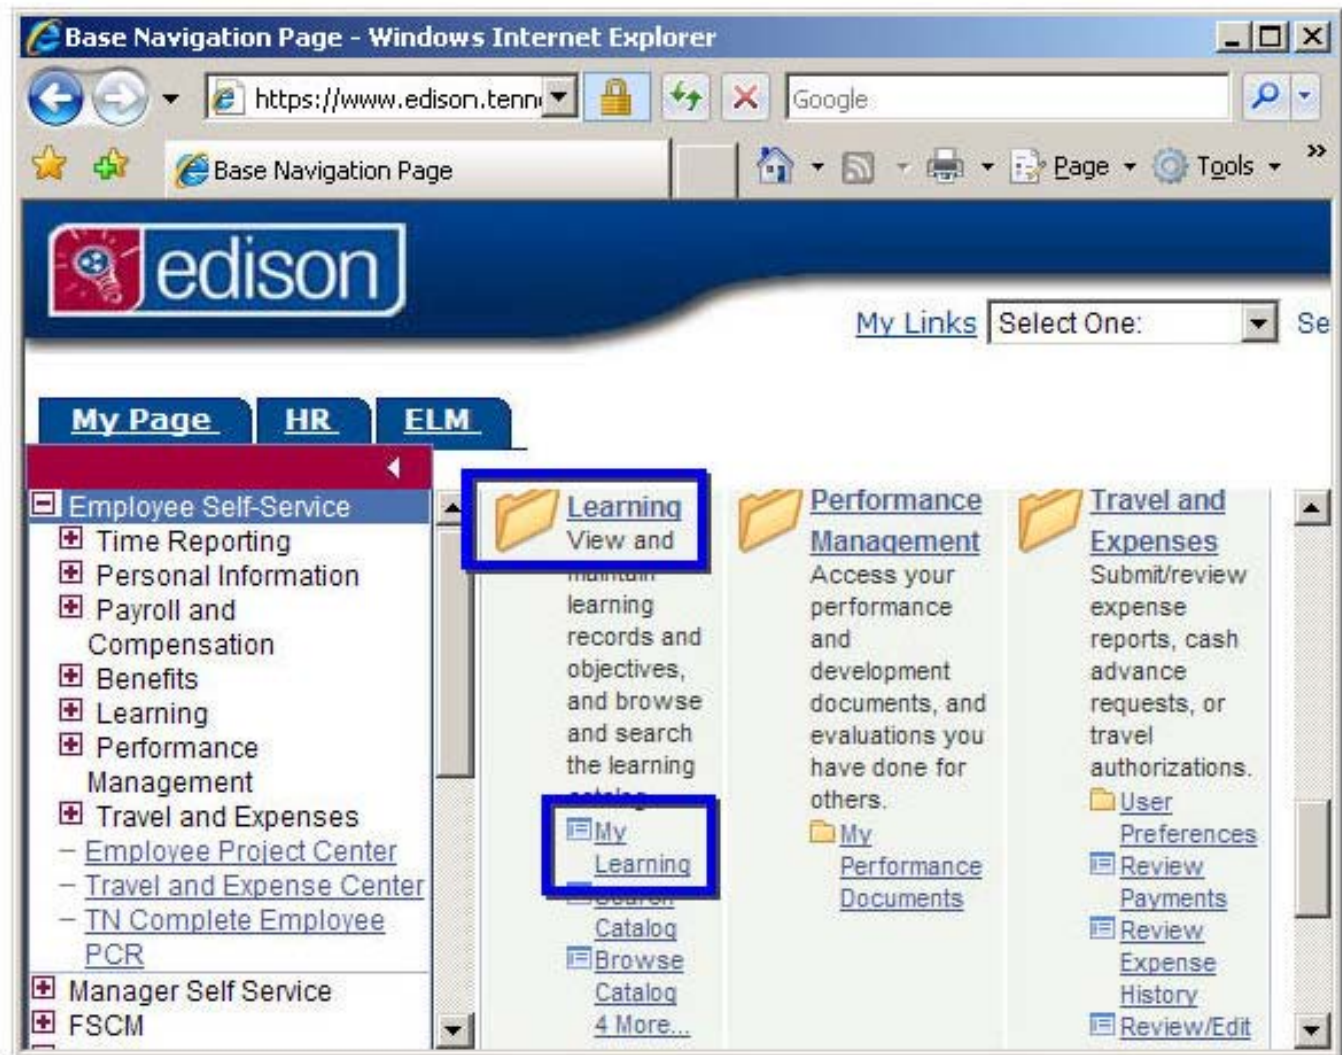 Base Navigation Page - Windows Internet Explorer
https://www.edison.tenn
Google
Base Navigation Page
Page
Tools
»
edison
My Links Select One: Se
My Page HR ELM
Employee Self-Service
Time Reporting
Personal Information
Payroll and
Compensation
Benefits
Learning
Performance
Management
Travel and Expenses
Employee Project Center
Travel and Expense Center
TN Complete Employee
PCR
Manager Self Service
FSCM
Learning
View and
maintain
learning
records and
objectives,
and browse
and search
the learning
catalog.
My
Learning
Search
Catalog
Browse
Catalog
4 More...
Performance
Management
Access your
performance
and
development
documents, and
evaluations you
have done for
others.
My
Performance
Documents
Travel and
Expenses
Submit/review
expense
reports, cash
advance
requests, or
travel
authorizations.
User
Preferences
Review
Payments
Review
Expense
History
Review/Edit